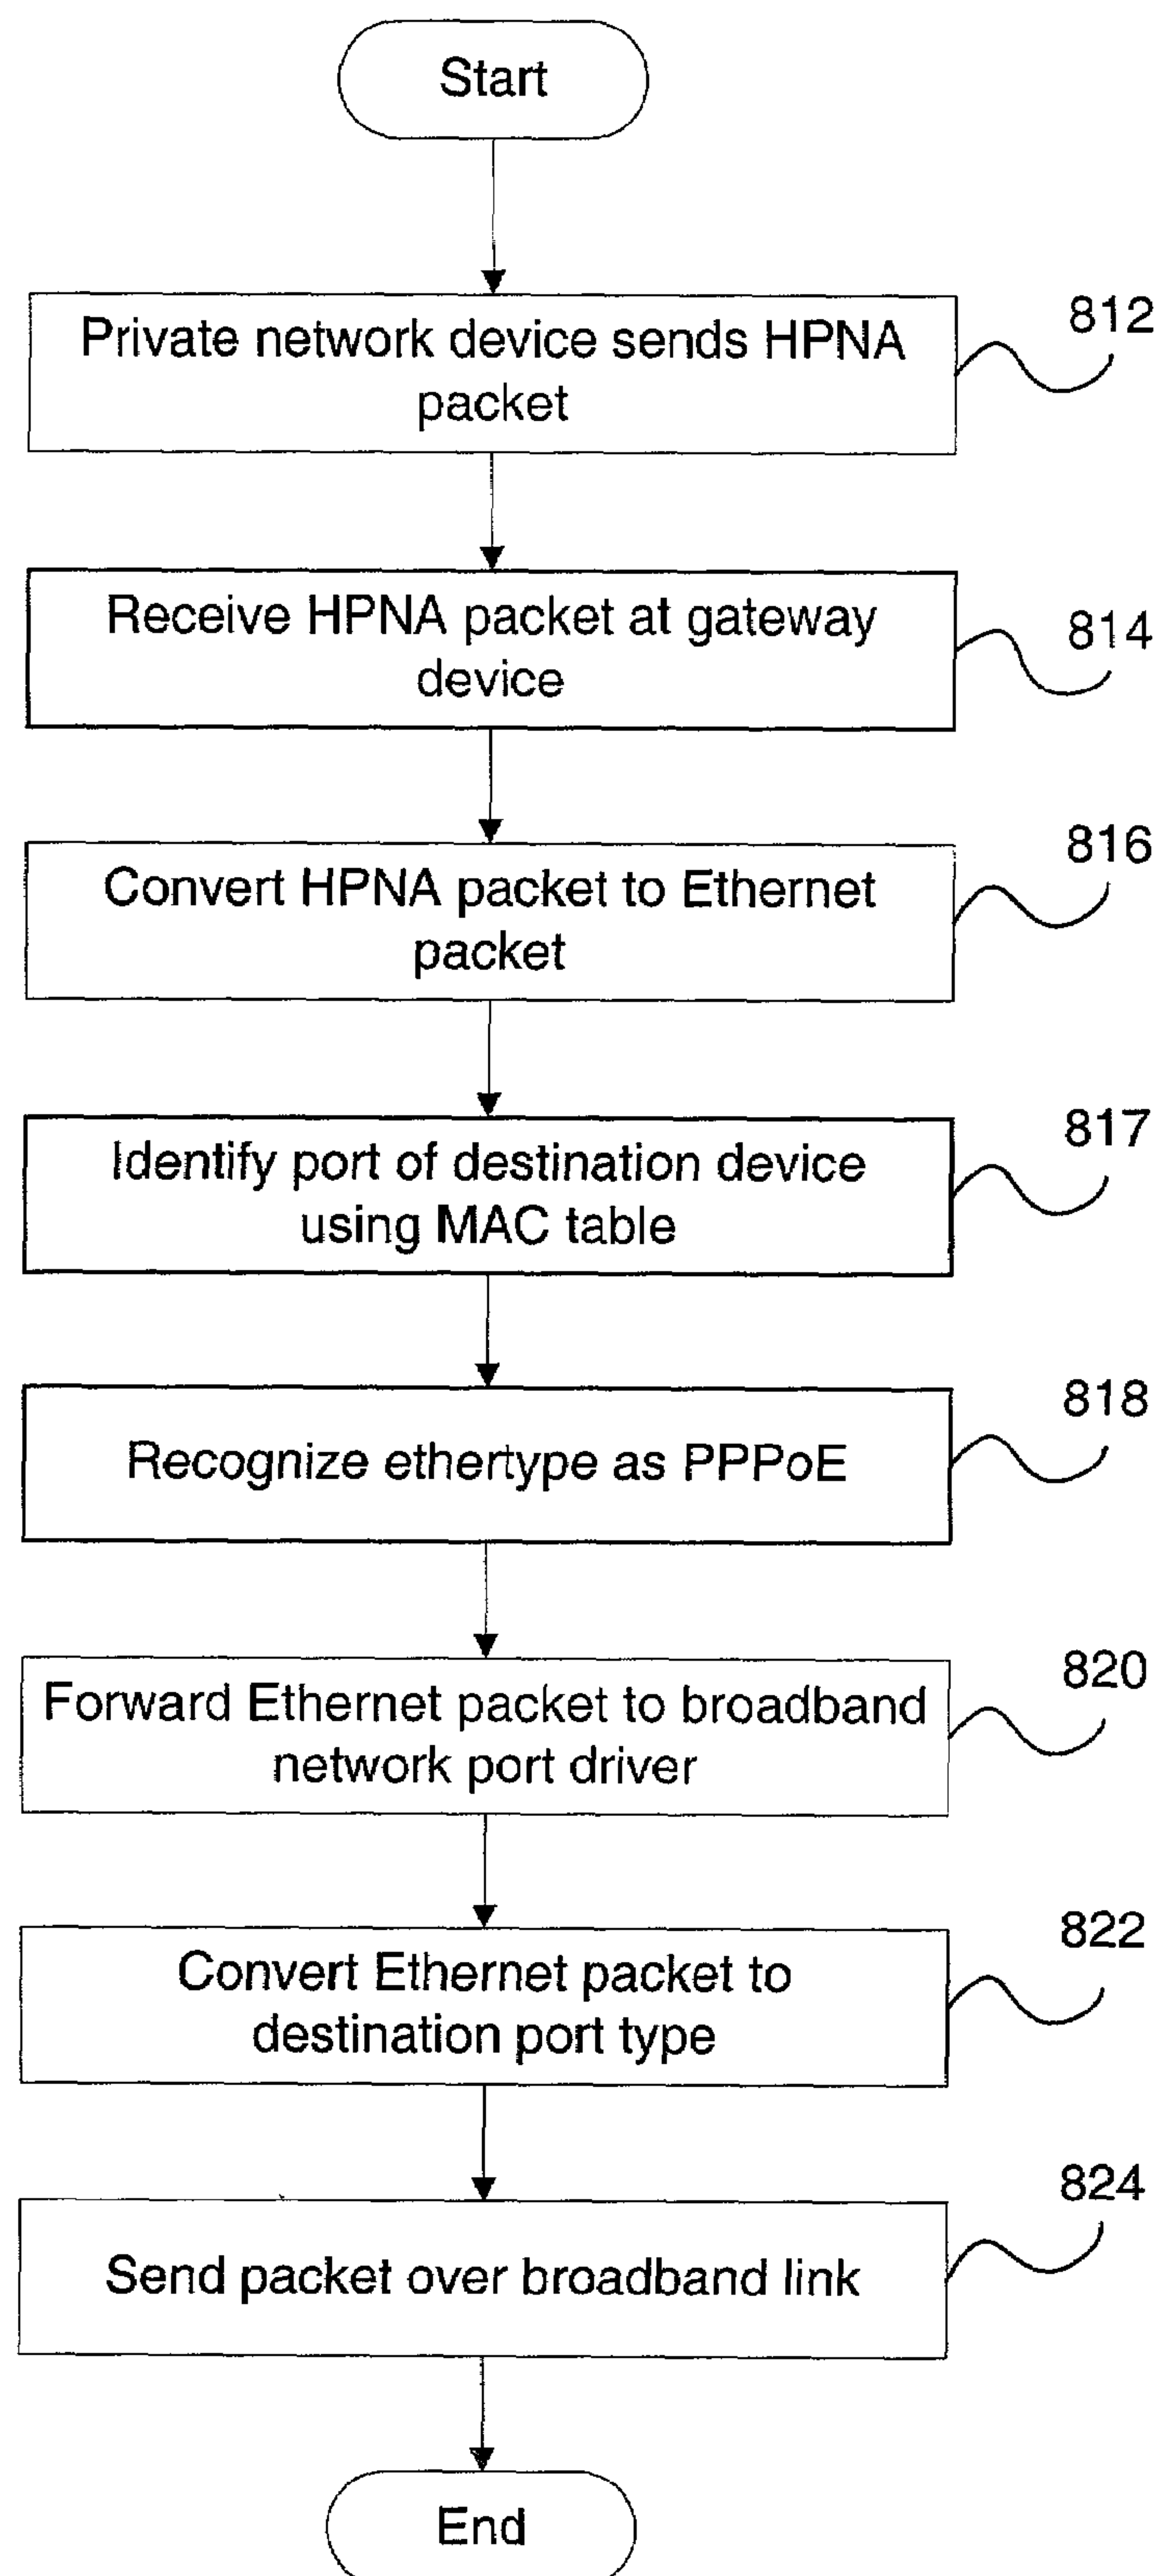 Start
Private network device sends HPNA
packet
812
Receive HPNA packet at gateway
device
814
Convert HPNA packet to Ethernet
packet
816
Identify port of destination device
using MAC table
817
Recognize ethertype as PPPoE
818
Forward Ethernet packet to broadband
network port driver
820
Convert Ethernet packet to
destination port type
822
Send packet over broadband link
824
End